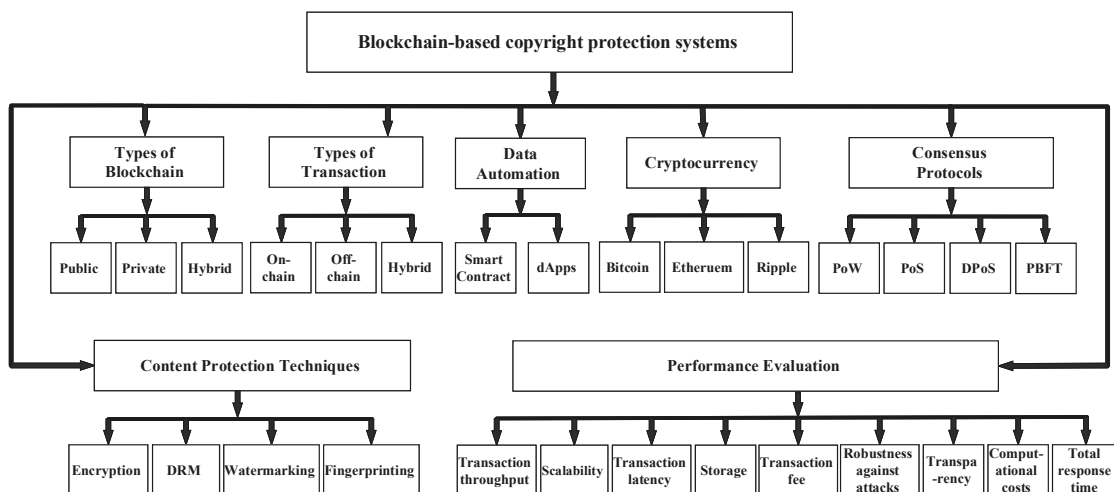 Blockchain-based copyright protection systems
Types of
Blockchain
Types of
Transaction
Data
Automation
Cryptocurrency
Consensus
Protocols
Public
Private
Hybrid
On-
chain
Off-
chain
Hybrid
Smart
Contract
dApps
Bitcoin
Etheruem
Ripple
PoW
PoS
DPoS
PBFT
Content Protection Techniques
Performance Evaluation
Encryption
DRM
Watermarking
Fingerprinting
Transaction
throughput
Scalability
Transaction
latency
Storage
Transaction
fee
Robustness
against
attacks
Transpa
-rency
Comput-
ational
costs
Total
response
time